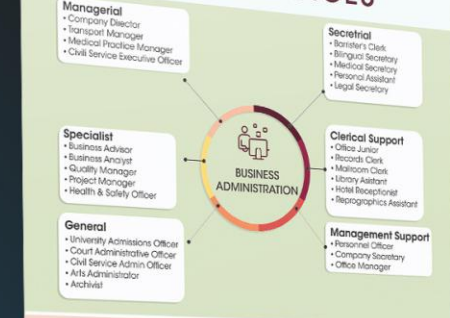 Managerial
• Company Director
• Transport Manager
• Medical Practice Manager
• Civili Service Executive Officer
Specialist
• Business Advisor
• Business Analyst
• Quality Manager
• Project Manager
• Health & Safety Officer
General
• University Admissions Officer
• Court Administrative Officer
• Civil Service Admin Officer
• Arts Administrator
• Archivist
BUSINESS
ADMINISTRATION
Secretrial
• Barrister's Clerk
• Bilingual Secretary
• Medical Secretary
• Personal Assistant
• Legal Secretary
Clerical Support
• Office Junior
• Records Clerk
• Mailroom Clerk
• Library Asistant
• Hotel Receptionist
• Reprographics Assistant
Management Support
• Personnel Officer
• Company Secretary
• Office Manager